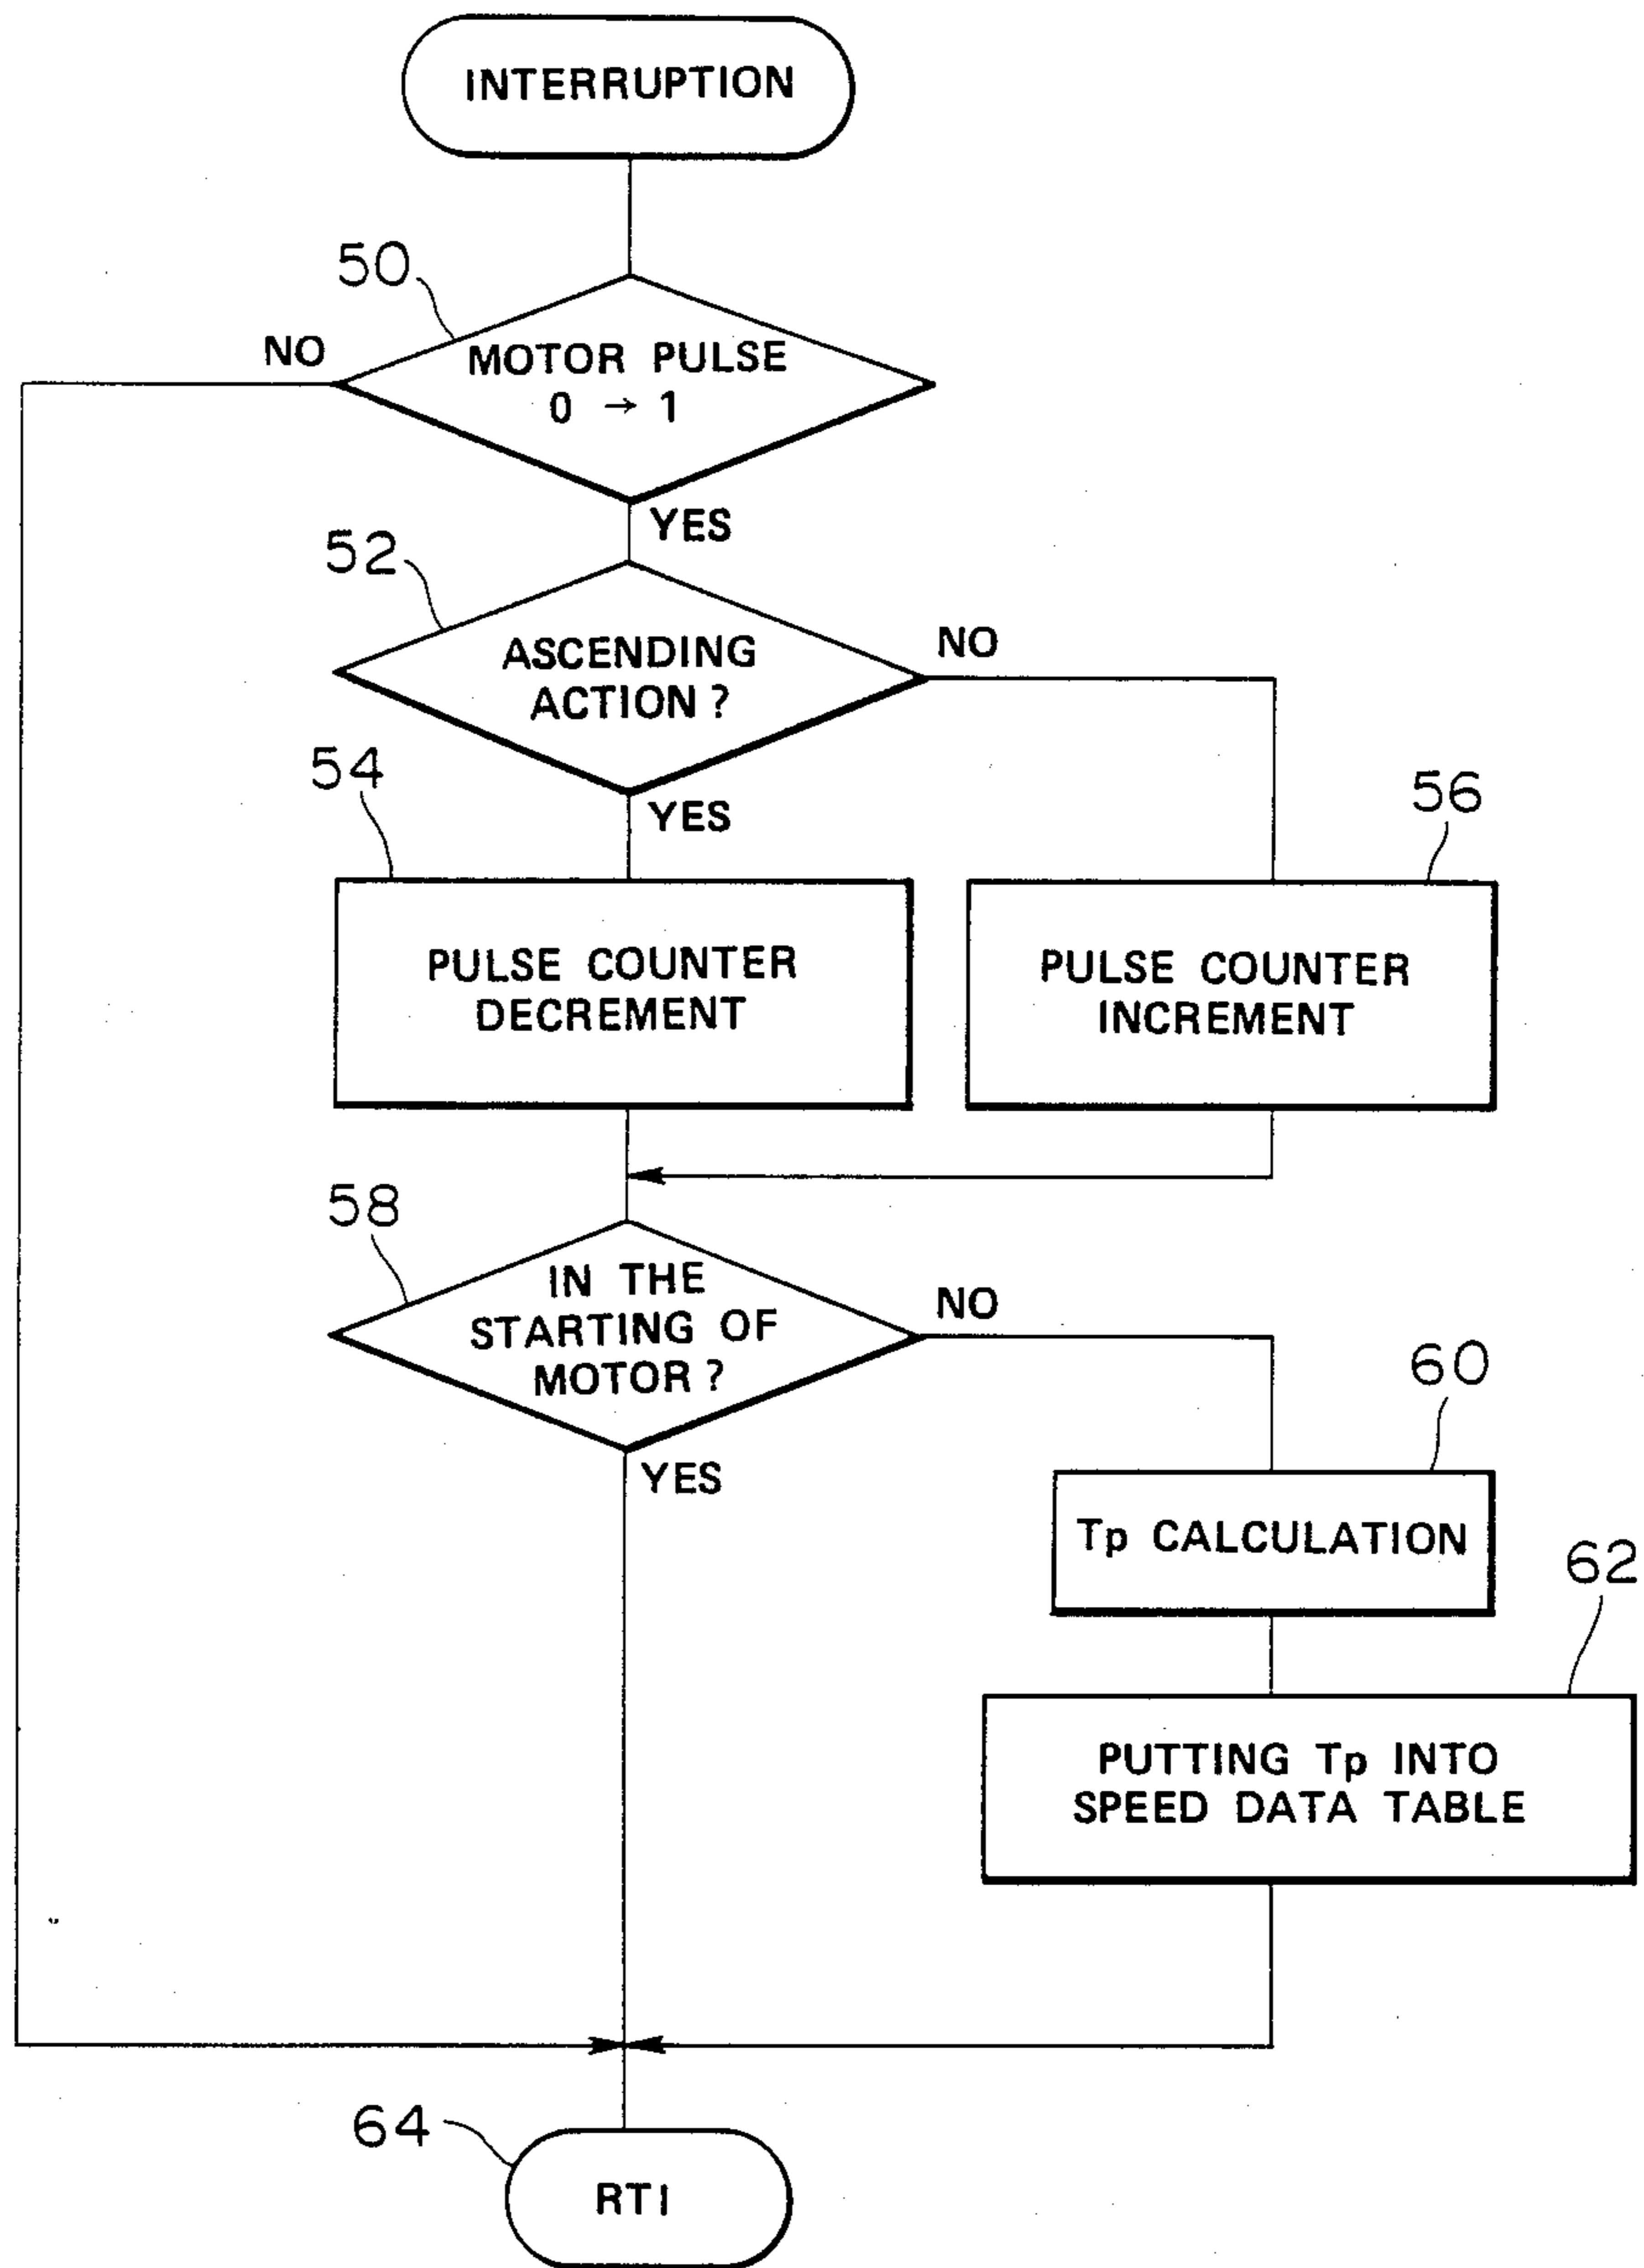 INTERRUPTION
50
NO
MOTOR PULSE
0 → 1
YES
52
ASCENDING
ACTION ?
NO
54
YES
56
PULSE COUNTER
DECREMENT
PULSE COUNTER
INCREMENT
58
IN THE
STARTING OF
MOTOR ?
NO
YES
60
Tp CALCULATION
62
PUTTING Tp INTO
SPEED DATA TABLE
64
RTI